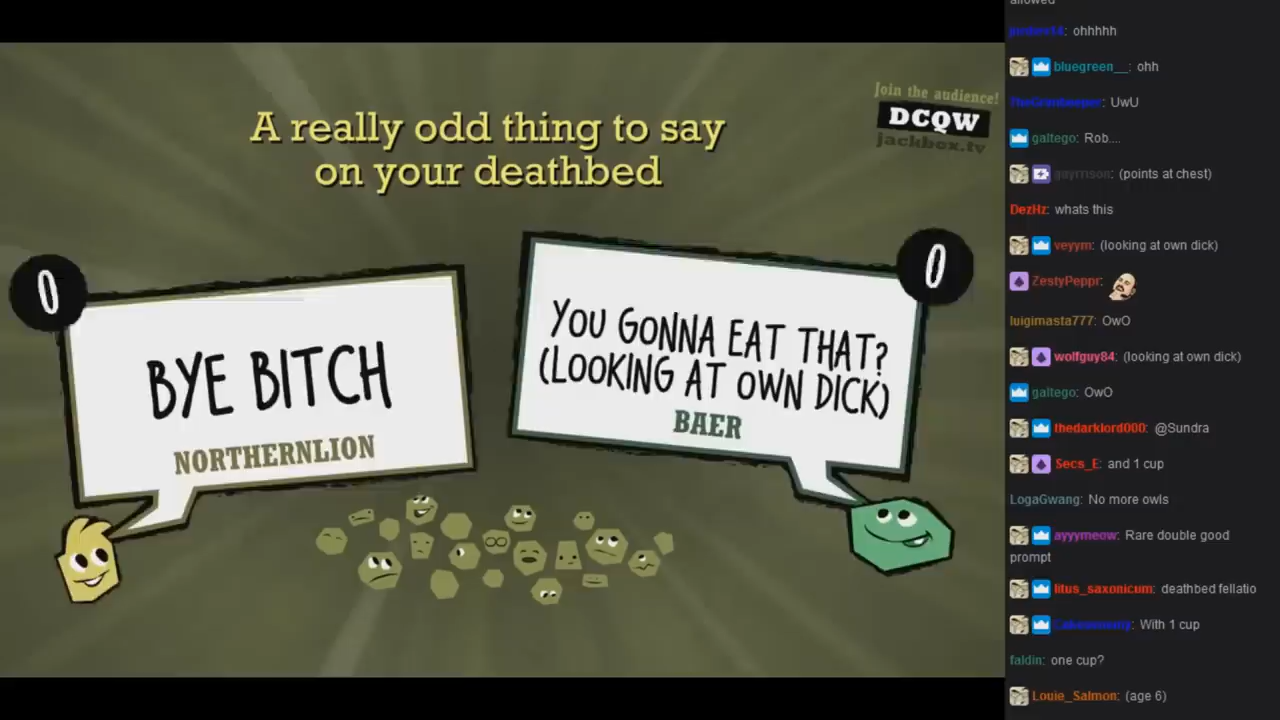 A really odd thing to say
on your deathbed
Join the audience!
DCQW
jackbox.tv
0
BYE BITCH
NORTHERNLION
0
YOU GONNA EAT THAT?
(LOOKING AT OWN DICK)
BAER
allowed
: ohhhhh
bluegreen__: ohh
: UwU
galtego: Rob....
: (points at chest)
DezHz: whats this
veyym: (looking at own dick)
ZestyPeppr:
luigimasta777: OwO
wolfguy84: (looking at own dick)
galtego: OwO
thedarklord000: @Sundra
Secs_E: and 1 cup
LogaGwang: No more owls
ayyymeow: Rare double good
prompt
litus_saxonicum: deathbed fellatio
: With 1 cup
faldin: one cup?
Louie_Salmon: (age 6)